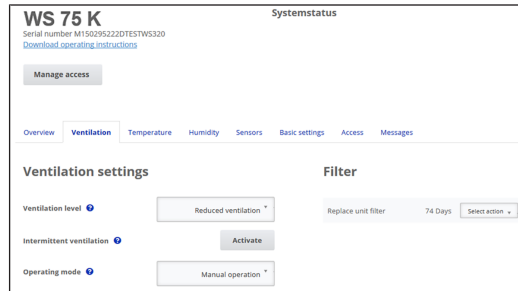 WS 75 K
Systemstatus
Serial number M150295222DTESTWS320
Download operating instructions
Manage access
Overview Ventilation Temperature Humidity Sensors Basic settings Access Messages
Ventilation settings
Filter
Ventilation level ? Reduced ventilation
Replace unit filter 74 Days Select action
Intermittent ventilation ? Activate
Operating mode ? Manual operation